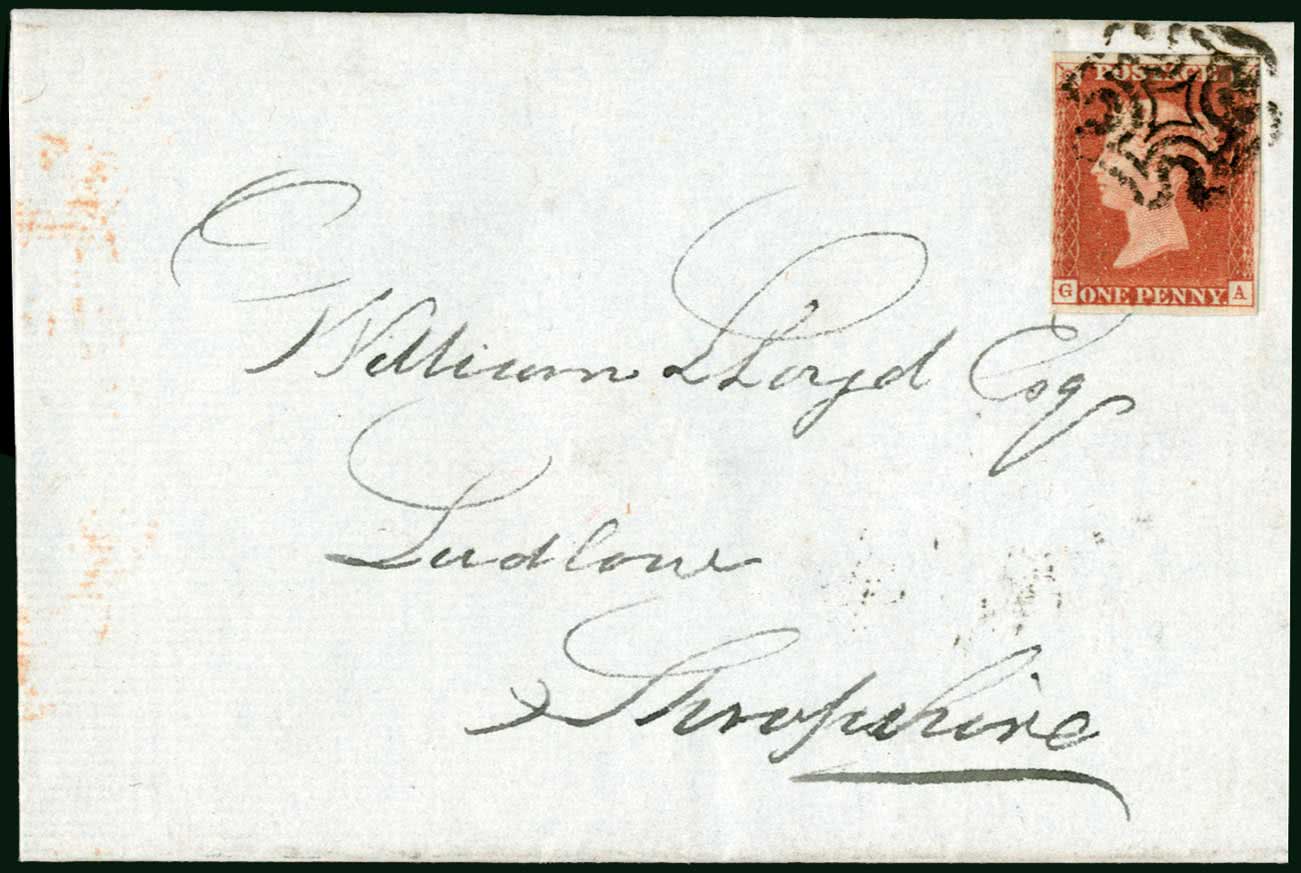 POSTAGE
G ONE PENNY A
William Lloyd Esq
Ludlow
Shropshire